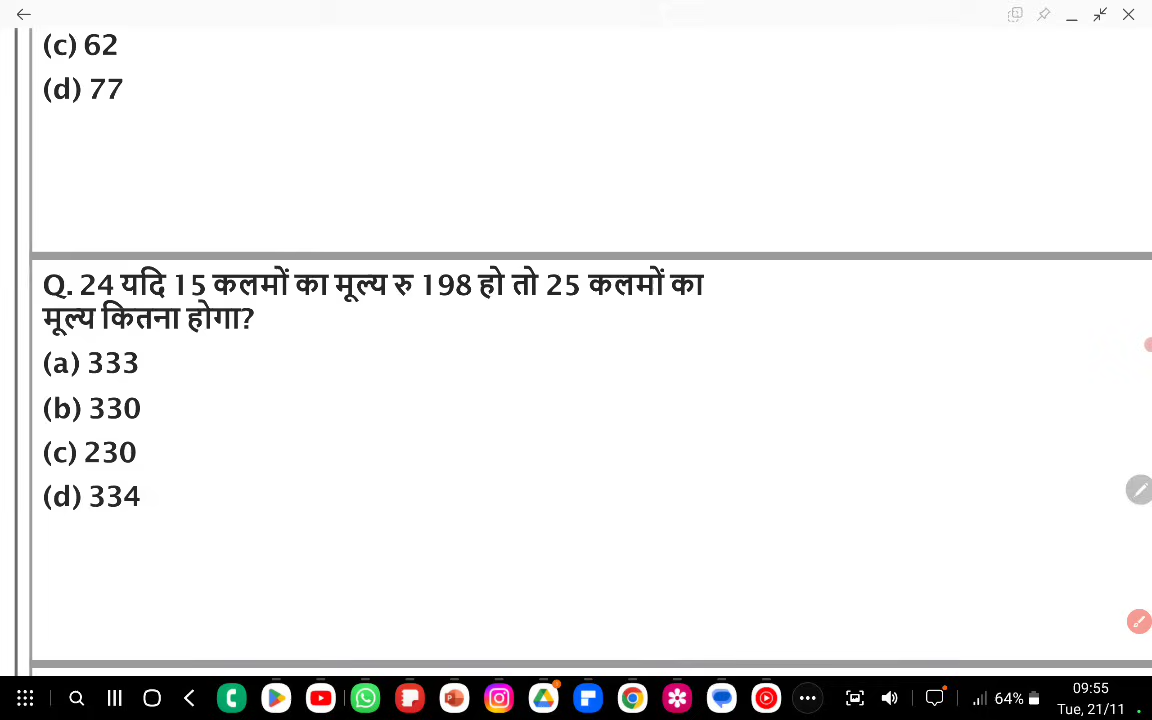 (c) 62
(d) 77
Q. 24 यदि 15 कलमों का मूल्य रु 198 हो तो 25 कलमों का
मूल्य कितना होगा?
(a) 333
(b) 330
(c) 230
(d) 334
64%
09:55
Tue, 21/11